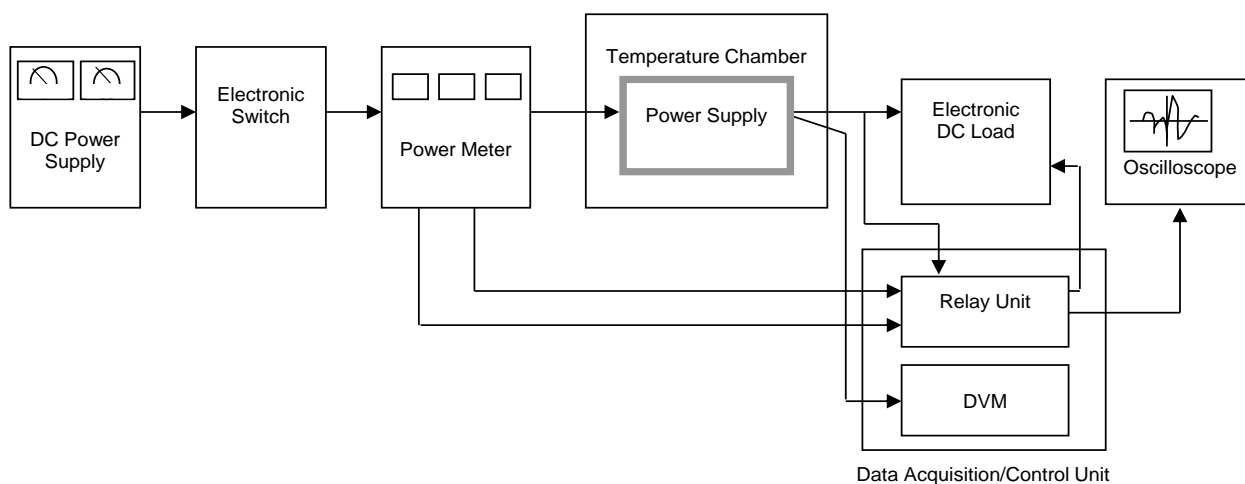 DC Power
Supply
Electronic
Switch
Power Meter
Temperature Chamber
Power Supply
Electronic
DC Load
Oscilloscope
Relay Unit
DVM
Data Acquisition/Control Unit